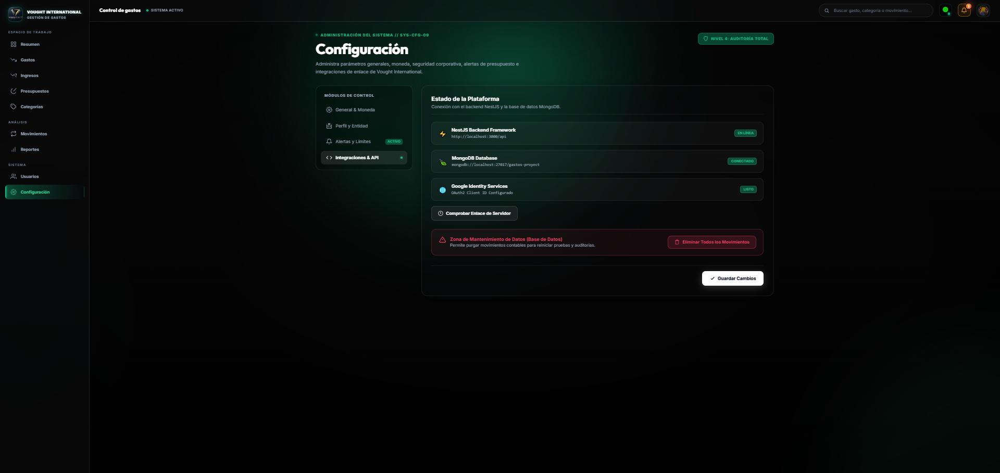 VOUGHT INTERNATIONAL
GESTIÓN DE GASTOS
ESPACIO DE TRABAJO
Resumen
Gastos
Ingresos
Presupuestos
Categorías
ANÁLISIS
Movimientos
Reportes
SISTEMA
Usuarios
Configuración
Control de gastos
SISTEMA ACTIVO
Buscar gasto, categoría o movimiento...
1
ADMINISTRACIÓN DEL SISTEMA // SYS-CFG-09
Configuración
Administra parámetros generales, moneda, seguridad corporativa, alertas de presupuesto e
integraciones de enlace de Vought International.
NIVEL 4: AUDITORÍA TOTAL
MÓDULOS DE CONTROL
General & Moneda
Perfil y Entidad
Alertas y Límites
ACTIVO
Integraciones & API
Estado de la Plataforma
Conexión con el backend NestJS y la base de datos MongoDB.
NestJS Backend Framework
http://localhost:3000/api
EN LÍNEA
MongoDB Database
mongodb://localhost:27017/gastos-proyect
CONECTADO
Google Identity Services
OAuth2 Client ID Configurado
LISTO
Comprobar Enlace de Servidor
Zona de Mantenimiento de Datos (Base de Datos)
Permite purgar movimientos contables para reiniciar pruebas y auditorías.
Eliminar Todos los Movimientos
Guardar Cambios